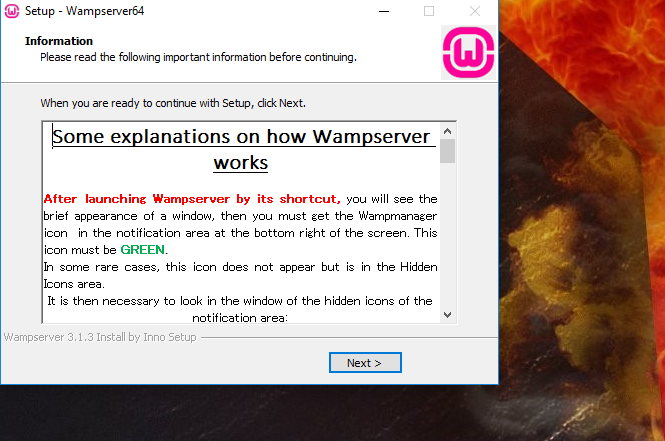 Setup - Wampserver64
Information
Please read the following important information before continuing.
When you are ready to continue with Setup, click Next.
Some explanations on how Wampserver
works
After launching Wampserver by its shortcut, you will see the
brief appearance of a window, then you must get the Wampmanager
icon in the notification area at the bottom right of the screen. This
icon must be GREEN.
In some rare cases, this icon does not appear but is in the Hidden
Icons area.
It is then necessary to look in the window of the hidden icons of the
notification area:
Wampserver 3.1.3 Install by Inno Setup
Next >